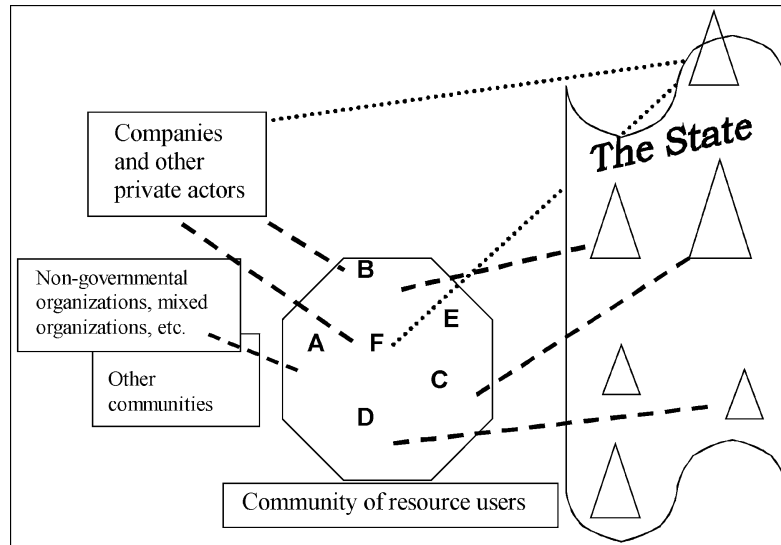 The State
Companies
and other
private actors
Non-governmental
organizations, mixed
organizations, etc.
Other
communities
B
E
A
F
C
D
Community of resource users